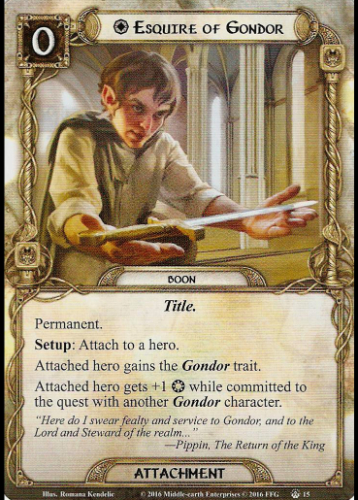 0
Esquire of Gondor
BOON
Title.
Permanent.
Setup: Attach to a hero.
Attached hero gains the Gondor trait.
Attached hero gets +1 while committed
to the quest with another Gondor character.
"Here do I swear fealty and service to Gondor, and to the
Lord and Steward of the realm..."
—Pippin, The Return of the King
Illus. Romana Kendelic
© 2016 Middle-earth Enterprises © 2016 FFG
15
ATTACHMENT